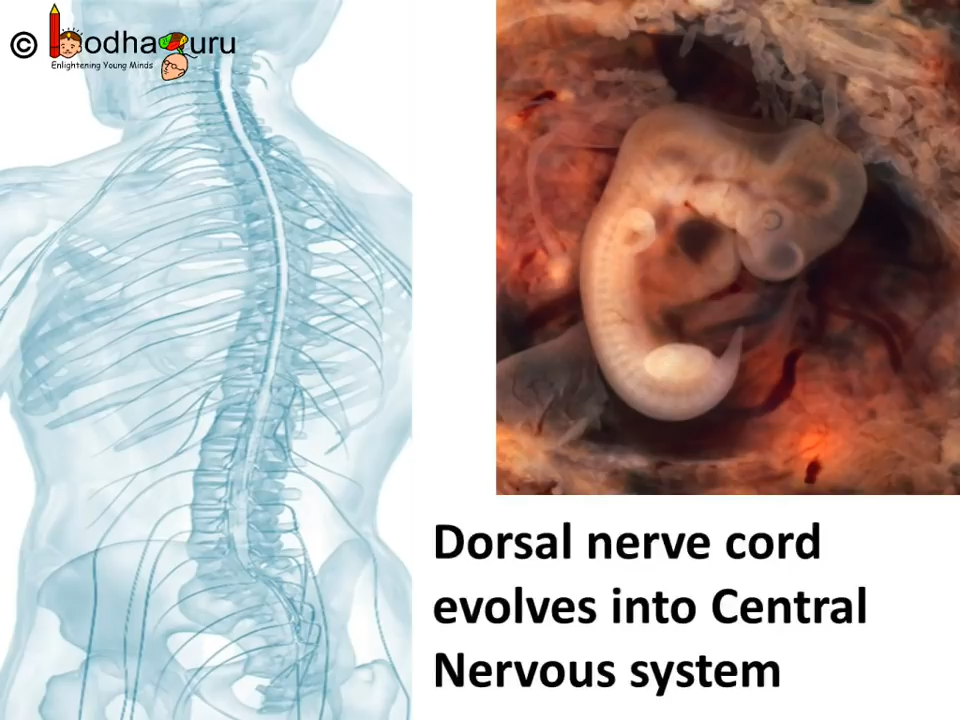 © Bodhaguru
Enlightening Young Minds
Dorsal nerve cord
evolves into Central
Nervous system